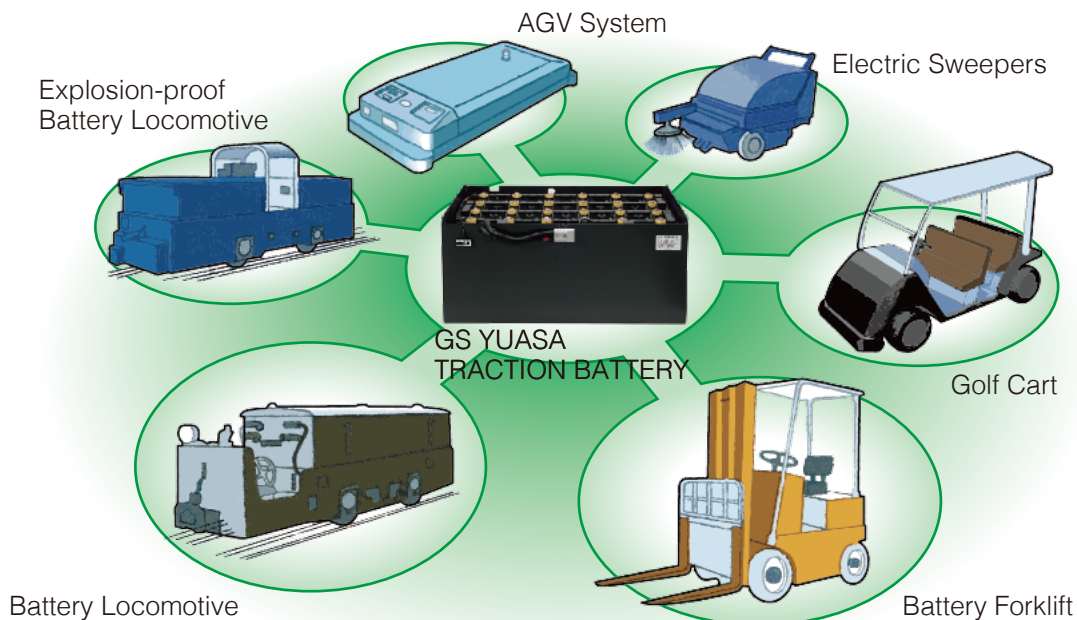 AGV System
Electric Sweepers
Explosion-proof
Battery Locomotive
GS YUASA
TRACTION BATTERY
Golf Cart
Battery Locomotive
Battery Forklift